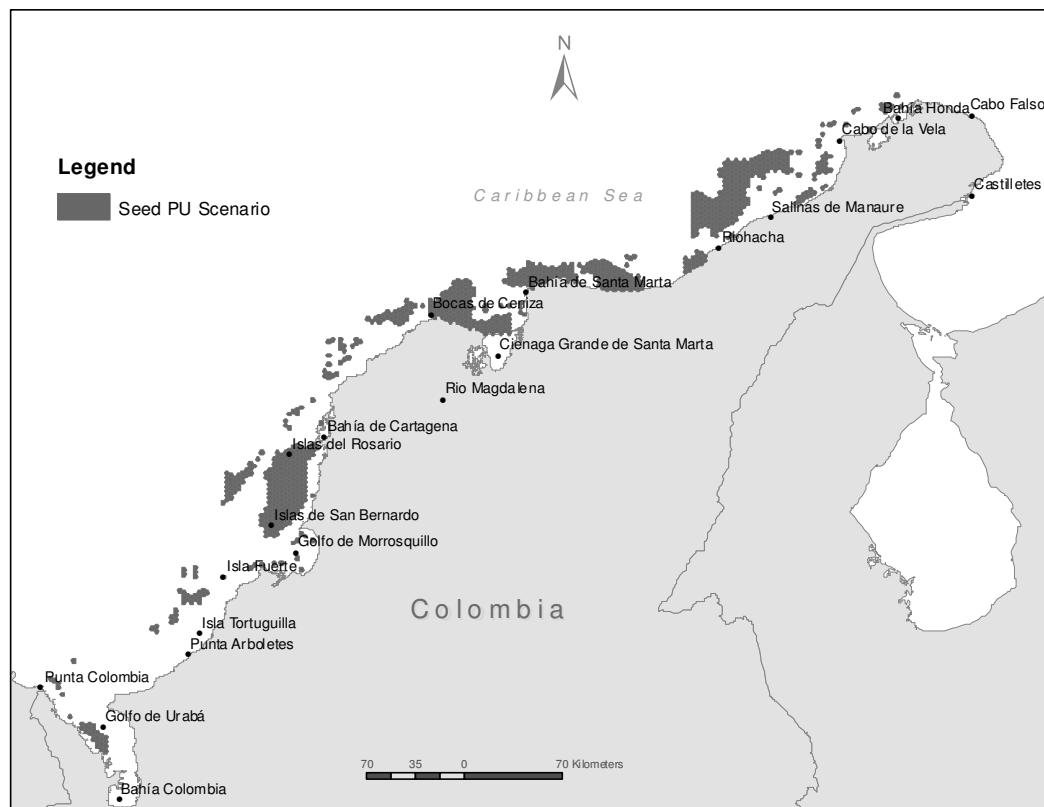 N
Bahía Honda
Cabo Falso
Cabo de la Vela
Legend
Seed PU Scenario
Caribbean Sea
Castilletes
Salinas de Manaure
Riohacha
Bahía de Santa Marta
Bocas de Ceniza
Cienaga Grande de Santa Marta
Rio Magdalena
Bahía de Cartagena
Islas del Rosario
Islas de San Bernardo
Golfo de Morrosquillo
Isla Fuerte
Colombia
Isla Tortuguilla
Punta Arboletes
Punta Colombia
Golfo de Urabá
70 35 0 70 Kilometers
Bahía Colombia